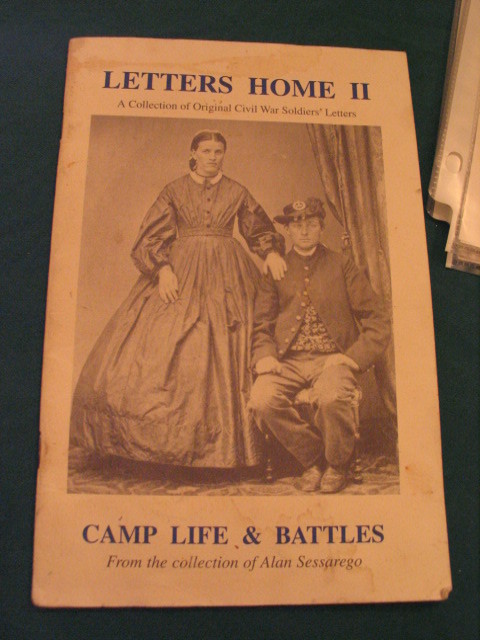 LETTERS HOME II
A Collection of Original Civil War Soldiers' Letters
CAMP LIFE & BATTLES
From the collection of Alan Sessarego